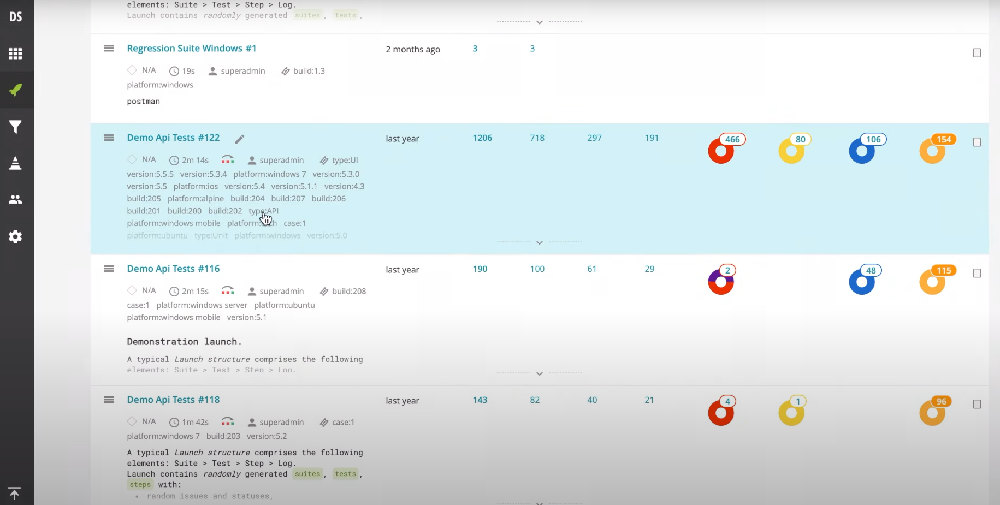 DS
elements: Suite > Test > Step > Log.
Launch contains randomly generated suites, tests,
Regression Suite Windows #1 2 months ago 3 3
N/A 19s superadmin build:1.3
platform:windows
postman
Demo Api Tests #122 last year 1206 718 297 191 466 80 106 154
N/A 2m 14s superadmin type:UI
version:5.5.5 version:5.3.4 platform:windows 7 version:5.3.0
version:5.5 platform:ios version:5.4 version:5.1.1 version:4.3
build:205 platform:alpine build:204 build:207 build:206
build:201 build:200 build:202 type:API
platform:windows mobile case:1
platform:ubuntu type:Unit platform:windows version:5.0
Demo Api Tests #116 last year 190 100 61 29 2 48 115
N/A 2m 15s superadmin build:208
case:1 platform:windows server platform:ubuntu
platform:windows mobile version:5.1
Demonstration launch.
A typical Launch structure comprises the following
elements: Suite > Test > Step > Log.
Demo Api Tests #118 last year 143 82 40 21 4 1 96
N/A 1m 42s superadmin case:1
platform:windows 7 build:203 version:5.2
A typical Launch structure comprises the following
elements: Suite > Test > Step > Log.
Launch contains randomly generated suites, tests,
steps with:
• random issues and statuses,